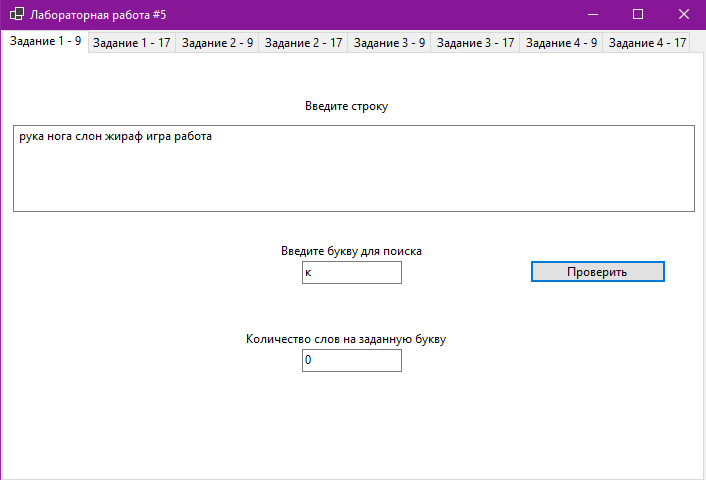 Лабораторная работа #5
Задание 1 - 9 Задание 1 - 17 Задание 2 - 9 Задание 2 - 17 Задание 3 - 9 Задание 3 - 17 Задание 4 - 9 Задание 4 - 17
Введите строку
рука нога слон жираф игра работа
Введите букву для поиска
к Проверить
Количество слов на заданную букву
0